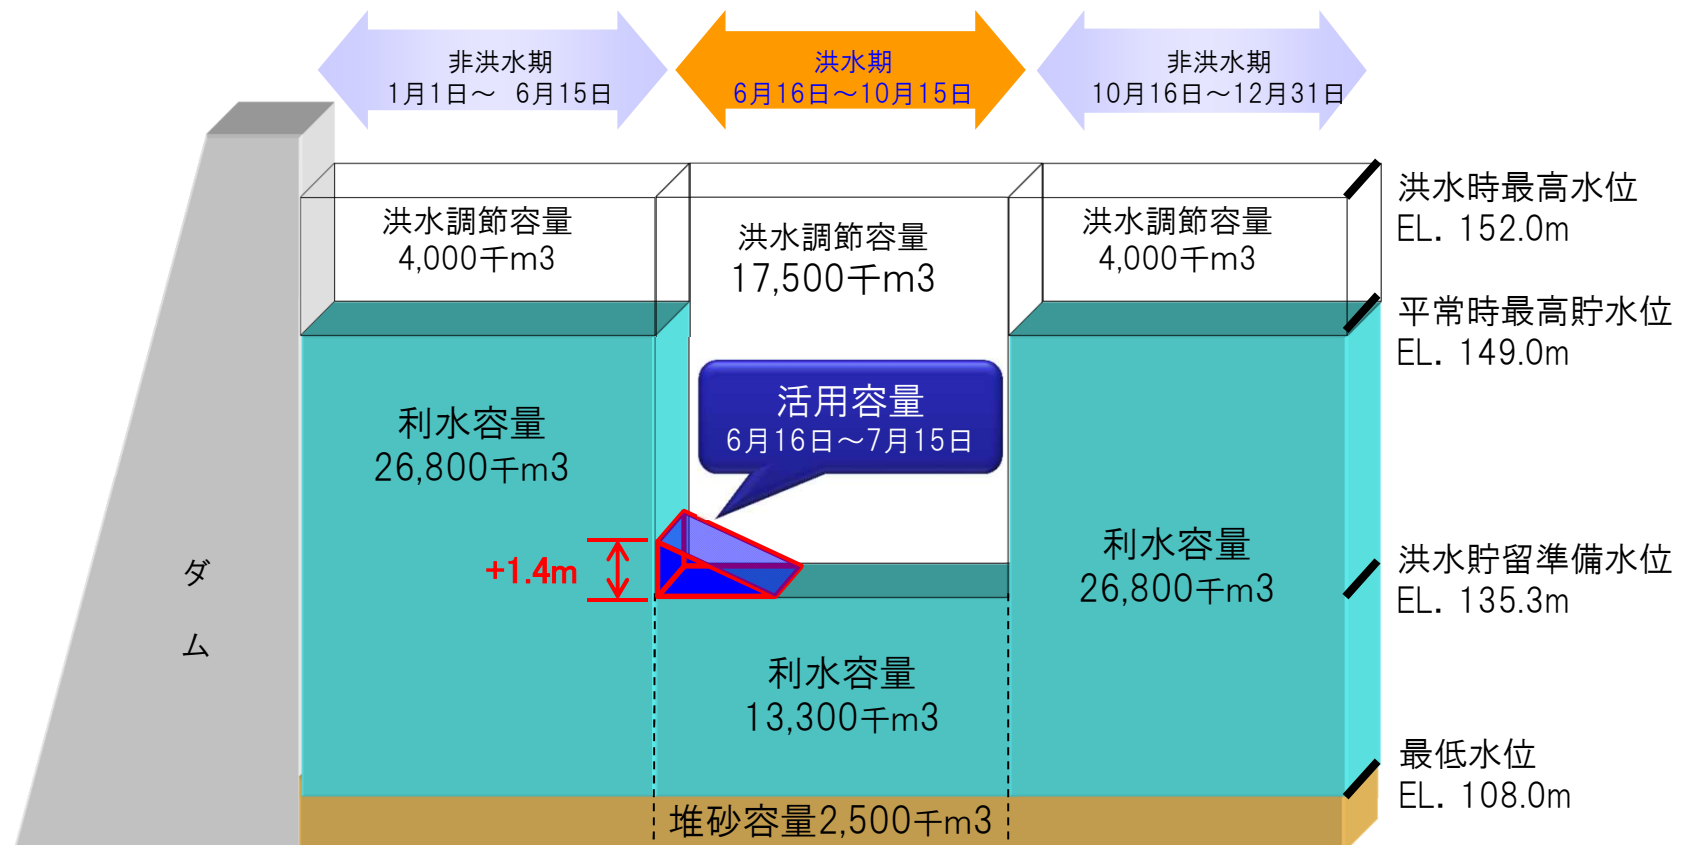 非洪水期
1月1日～ 6月15日
洪水期
6月16日～10月15日
非洪水期
10月16日～12月31日
洪水調節容量
4,000千m3
洪水調節容量
17,500千m3
洪水調節容量
4,000千m3
洪水時最高水位
EL. 152.0m
平常時最高貯水位
EL. 149.0m
活用容量
6月16日～7月15日
利水容量
26,800千m3
+1.4m
利水容量
26,800千m3
洪水貯留準備水位
EL. 135.3m
ダ
ム
利水容量
13,300千m3
最低水位
EL. 108.0m
堆砂容量2,500千m3